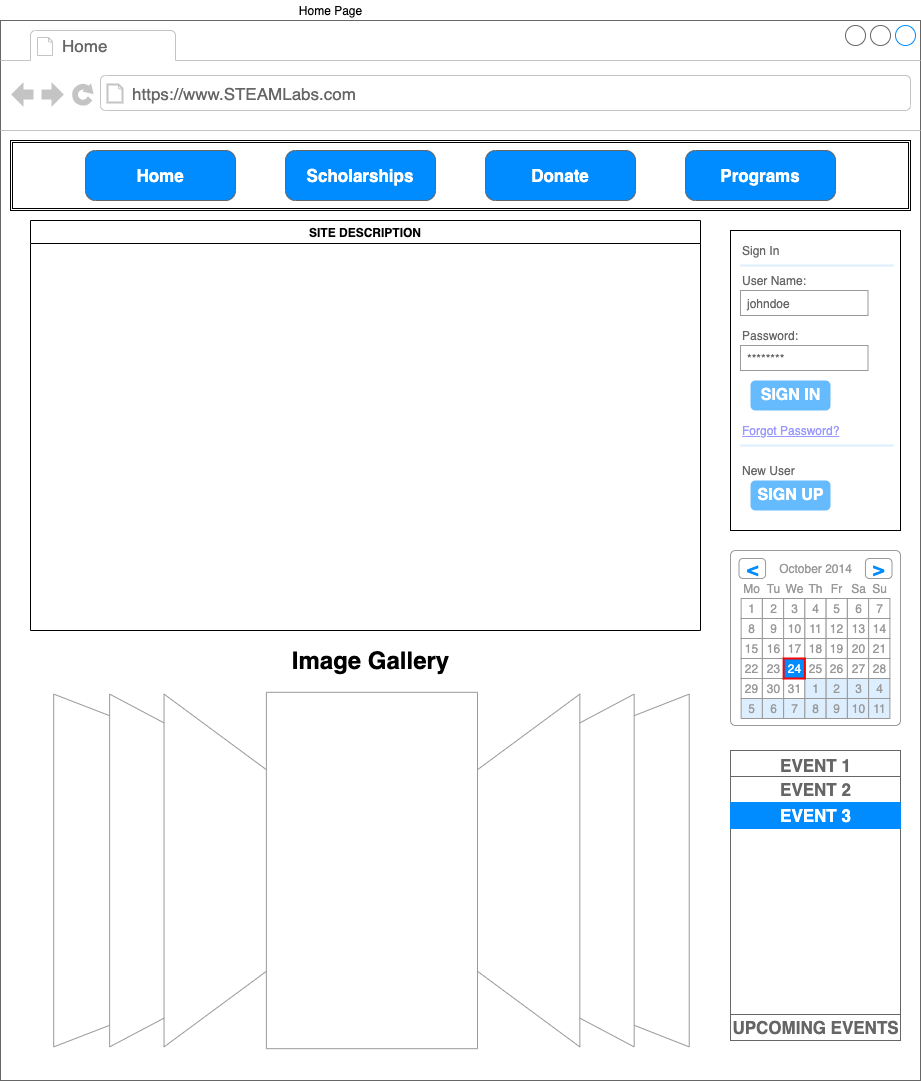 Home Page
Home
https://www.STEAMLabs.com
Home Scholarships Donate Programs
SITE DESCRIPTION
Sign In
User Name:
johndoe
Password:
********
SIGN IN
Forgot Password?
New User
SIGN UP
< October 2014 >
Mo Tu We Th Fr Sa Su
1 2 3 4 5 6 7
8 9 10 11 12 13 14
15 16 17 18 19 20 21
22 23 24 25 26 27 28
29 30 31 1 2 3 4
5 6 7 8 9 10 11
Image Gallery
EVENT 1
EVENT 2
EVENT 3
UPCOMING EVENTS